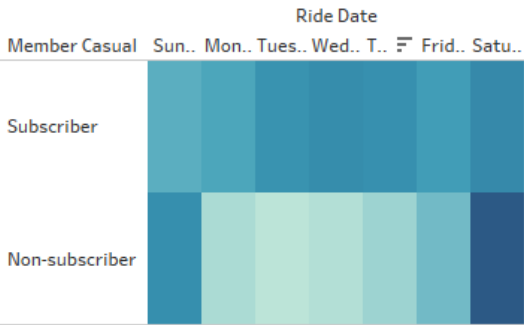 Ride Date
Member Casual Sun.. Mon.. Tues.. Wed.. T.. Frid.. Satu..
Subscriber
Non-subscriber